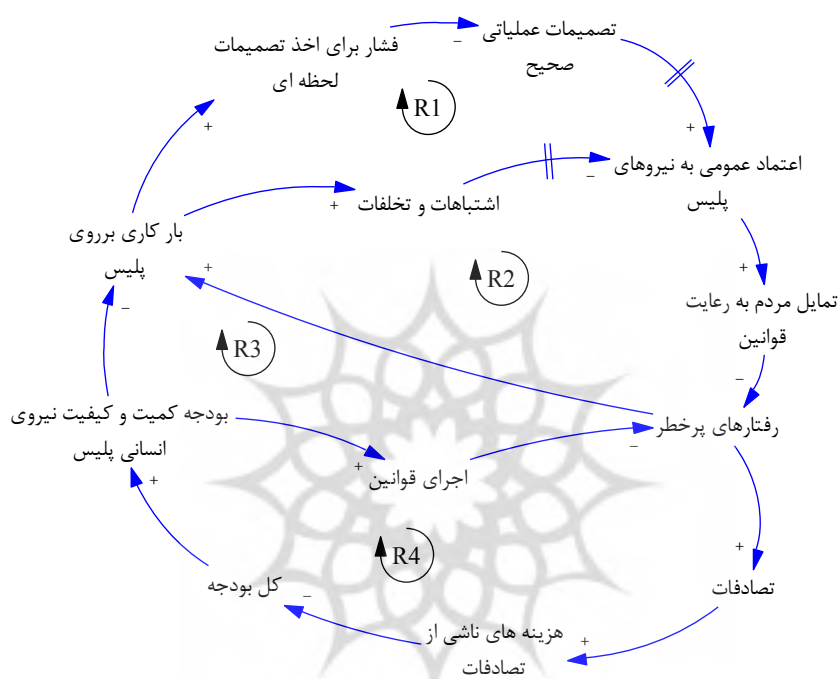 تصمیمات عملیاتی
صحیح
فشار برای اخذ تصمیمات
لحظه ای
-
+
R1
+
اعتماد عمومی به نیروهای
پلیس
-
اشتباهات و تخلفات
+
بار کاری برروی
پلیس
+
R2
+
تمایل مردم به رعایت
قوانین
-
R3
-
رفتارهای پرخطر
-
بودجه کمیت و کیفیت نیروی
انسانی پلیس
+
اجرای قوانین
+
R4
+
تصادفات
کل بودجه
-
هزینه های ناشی از
تصادفات
+